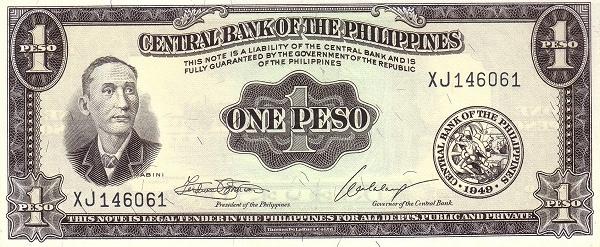 1 PESO
1 PESO
CENTRAL BANK OF THE PHILIPPINES
THIS NOTE IS A LIABILITY OF THE CENTRAL BANK AND IS
FULLY GUARANTEED BY THE GOVERNMENT OF THE REPUBLIC
OF THE PHILIPPINES
XJ146061
1
ONE PESO
CENTRAL BANK OF THE PHILIPPINES
1949
ABINI
XJ146061
President of the Philippines
Governor of the Central Bank
1 PESO
1 PESO
THIS NOTE IS LEGAL TENDER IN THE PHILIPPINES FOR ALL DEBTS, PUBLIC AND PRIVATE